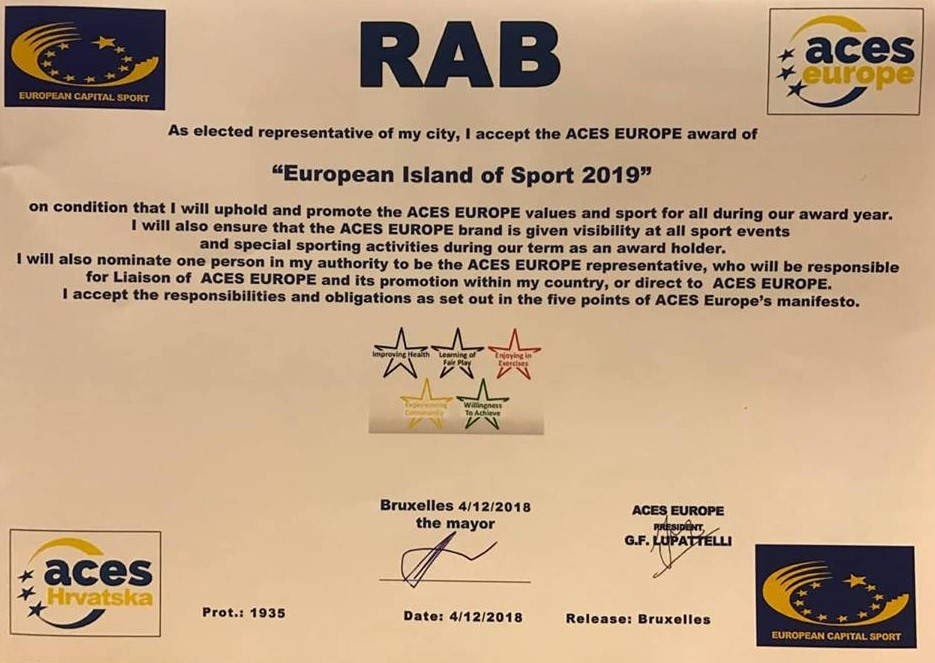 RAB
EUROPEAN CAPITAL SPORT
aces
europe
As elected representative of my city, I accept the ACES EUROPE award of
“European Island of Sport 2019”
on condition that I will uphold and promote the ACES EUROPE values and sport for all during our award year.
I will also ensure that the ACES EUROPE brand is given visibility at all sport events
and special sporting activities during our term as an award holder.
I will also nominate one person in my authority to be the ACES EUROPE representative, who will be responsible
for Liaison of ACES EUROPE and its promotion within my country, or direct to ACES EUROPE.
I accept the responsibilities and obligations as set out in the five points of ACES Europe’s manifesto.
Improving Health
Learning of
Fair Play
Enjoying in
Exercises
Experiencing
Community
Willingness
To Achieve
Bruxelles 4/12/2018
the mayor
ACES EUROPE
PRESIDENT
G.F. LUPATTELLI
aces
Hrvatska
Prot.: 1935
Date: 4/12/2018
Release: Bruxelles
EUROPEAN CAPITAL SPORT